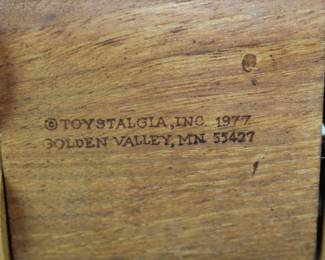 © TOYSTALGIA, INC. 1977
GOLDEN VALLEY, MN. 55427